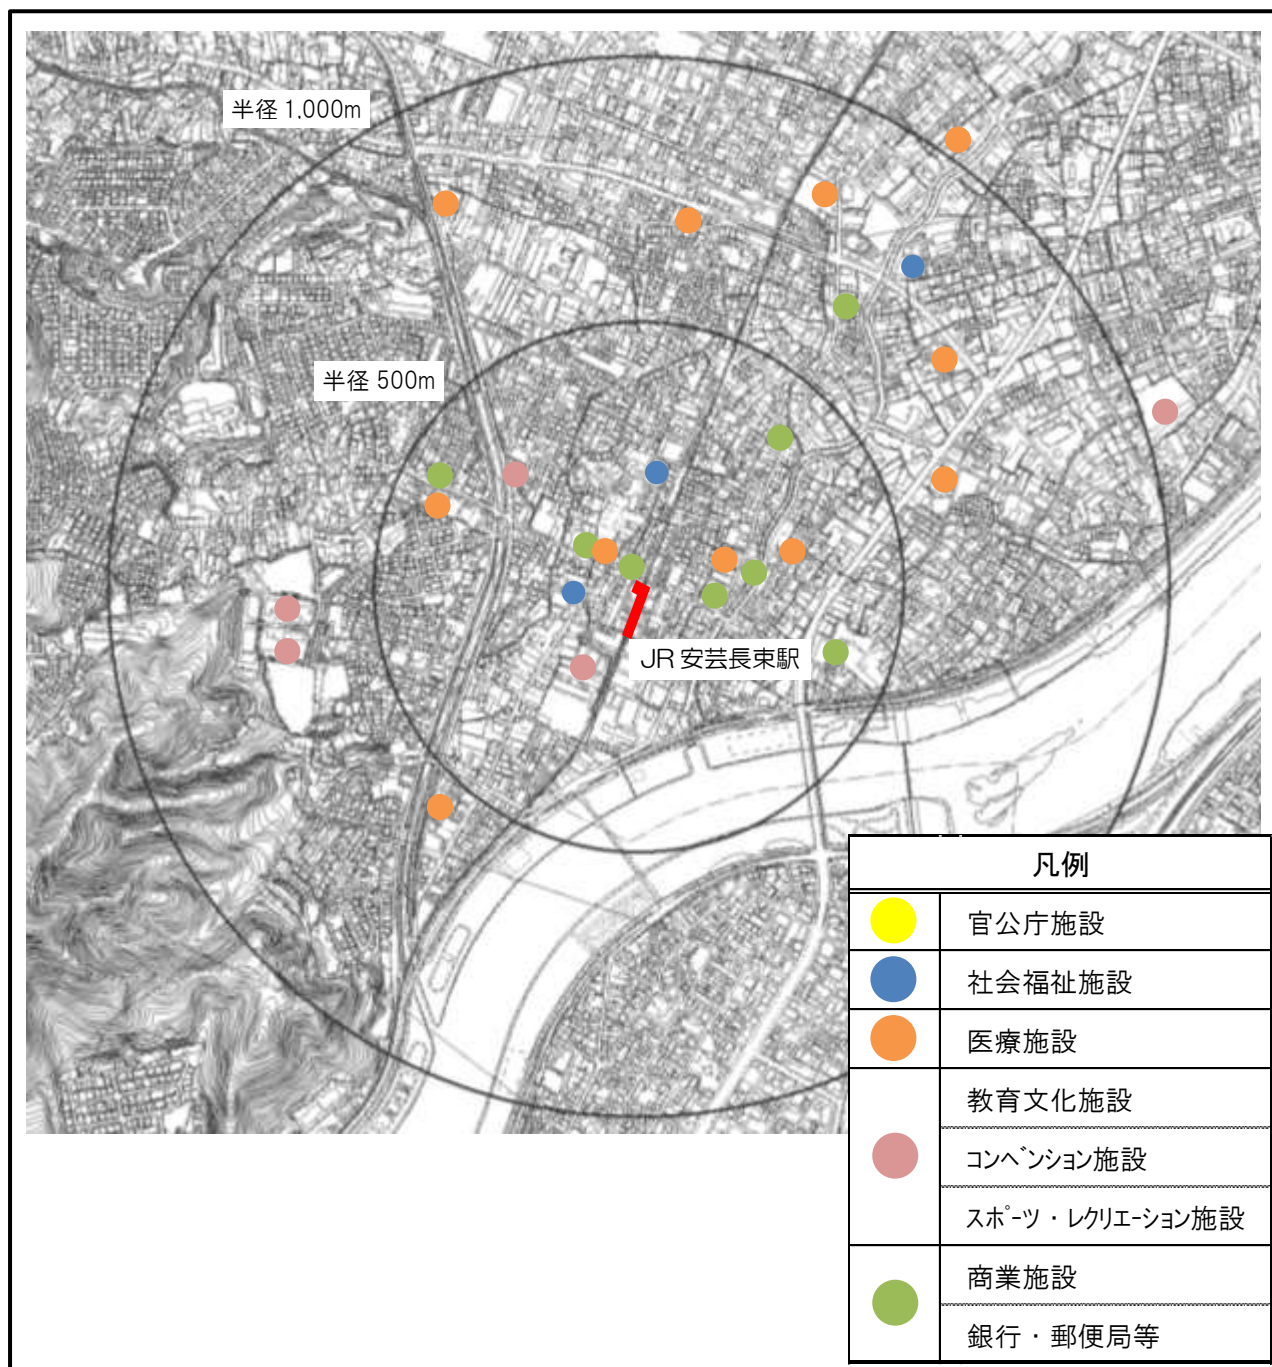 半径 1,000m
半径 500m
JR 安芸長束駅
凡例
官公庁施設
社会福祉施設
医療施設
教育文化施設
コンベンション施設
スポーツ・レクリエーション施設
商業施設
銀行・郵便局等